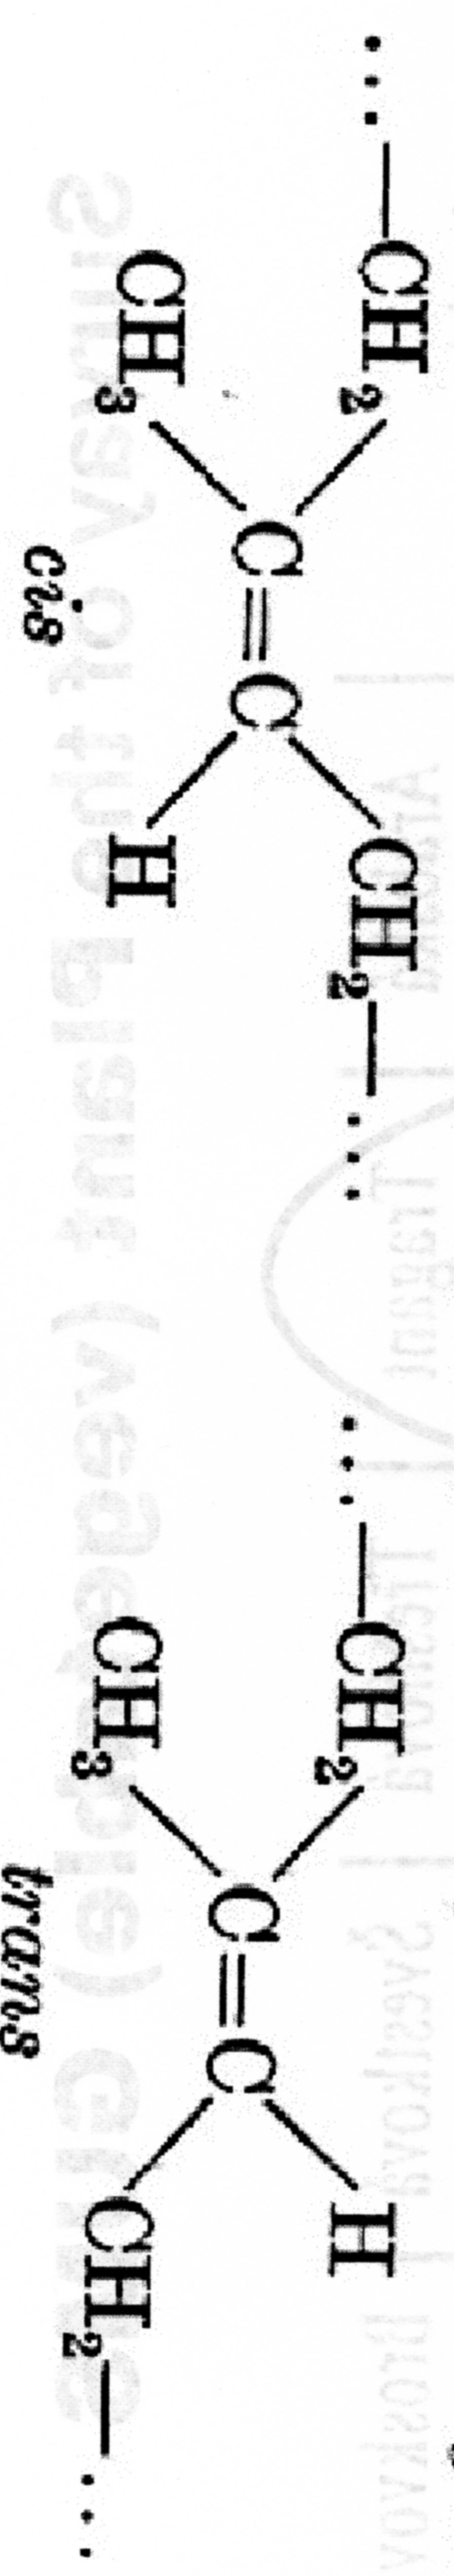 ...—CH₂ CH₂—... ...—CH₂ H
C=C C=C
CH₃ H CH₃ CH₂—...
cis trans